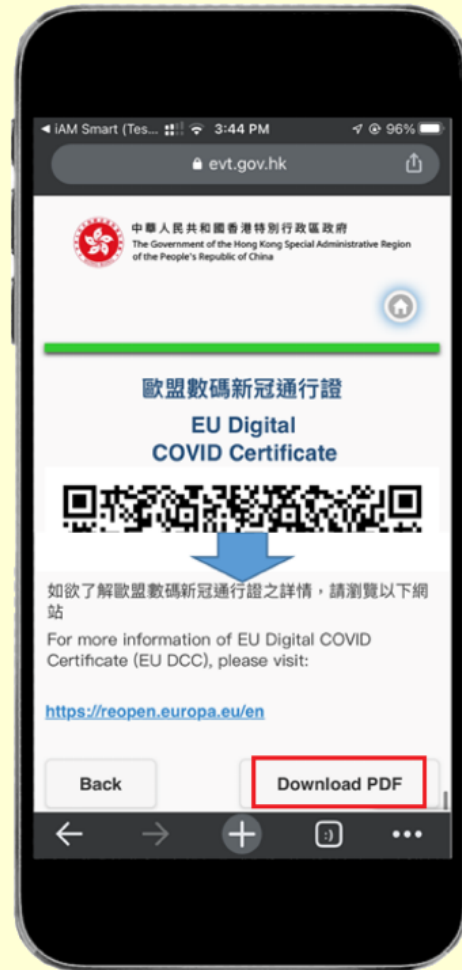 iAM Smart (Tes... 3:44 PM 96%
evt.gov.hk
中華人民共和國香港特別行政區政府
The Government of the Hong Kong Special Administrative Region
of the People's Republic of China
歐盟數碼新冠通行證
EU Digital
COVID Certificate
如欲了解歐盟數碼新冠通行證之詳情，請瀏覽以下網
站
For more information of EU Digital COVID
Certificate (EU DCC), please visit:
https://reopen.europa.eu/en
Back Download PDF
:)